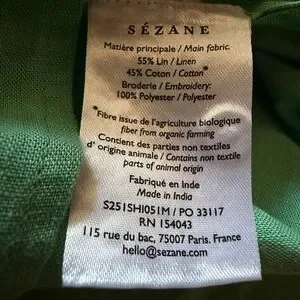 SÉZANE
Matière principale / Main fabric
55% Lin / Linen
45% Coton / Cotton*
Broderie / Embroidery:
100% Polyester / Polyester
*Fibre issue de l'agriculture biologique
fiber from organic farming
Contient des parties non textiles
d'origine animale / Contains non textile
parts of animal origin
Fabriqué en Inde
Made in India
S251SHI051M / PO 33117
RN 154043
115 rue du bac, 75007 Paris. France
hello@sezane.com